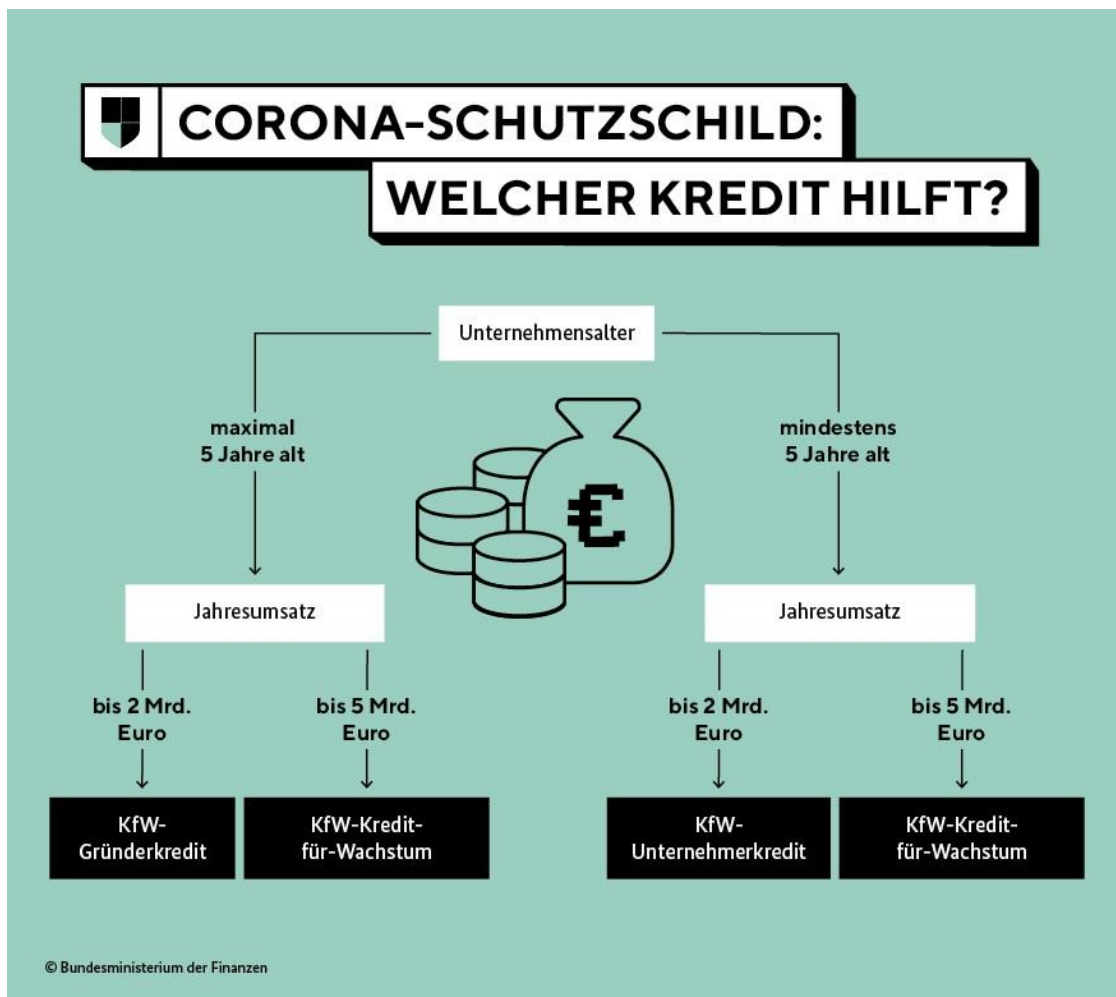 CORONA-SCHUTZSCHILD:
WELCHER KREDIT HILFT?
Unternehmensalter
maximal
5 Jahre alt
mindestens
5 Jahre alt
€
Jahresumsatz
Jahresumsatz
bis 2 Mrd.
Euro
bis 5 Mrd.
Euro
bis 2 Mrd.
Euro
bis 5 Mrd.
Euro
KfW-
Gründerkredit
KfW-Kredit-
für-Wachstum
KfW-
Unternehmerkredit
KfW-Kredit-
für-Wachstum
© Bundesministerium der Finanzen